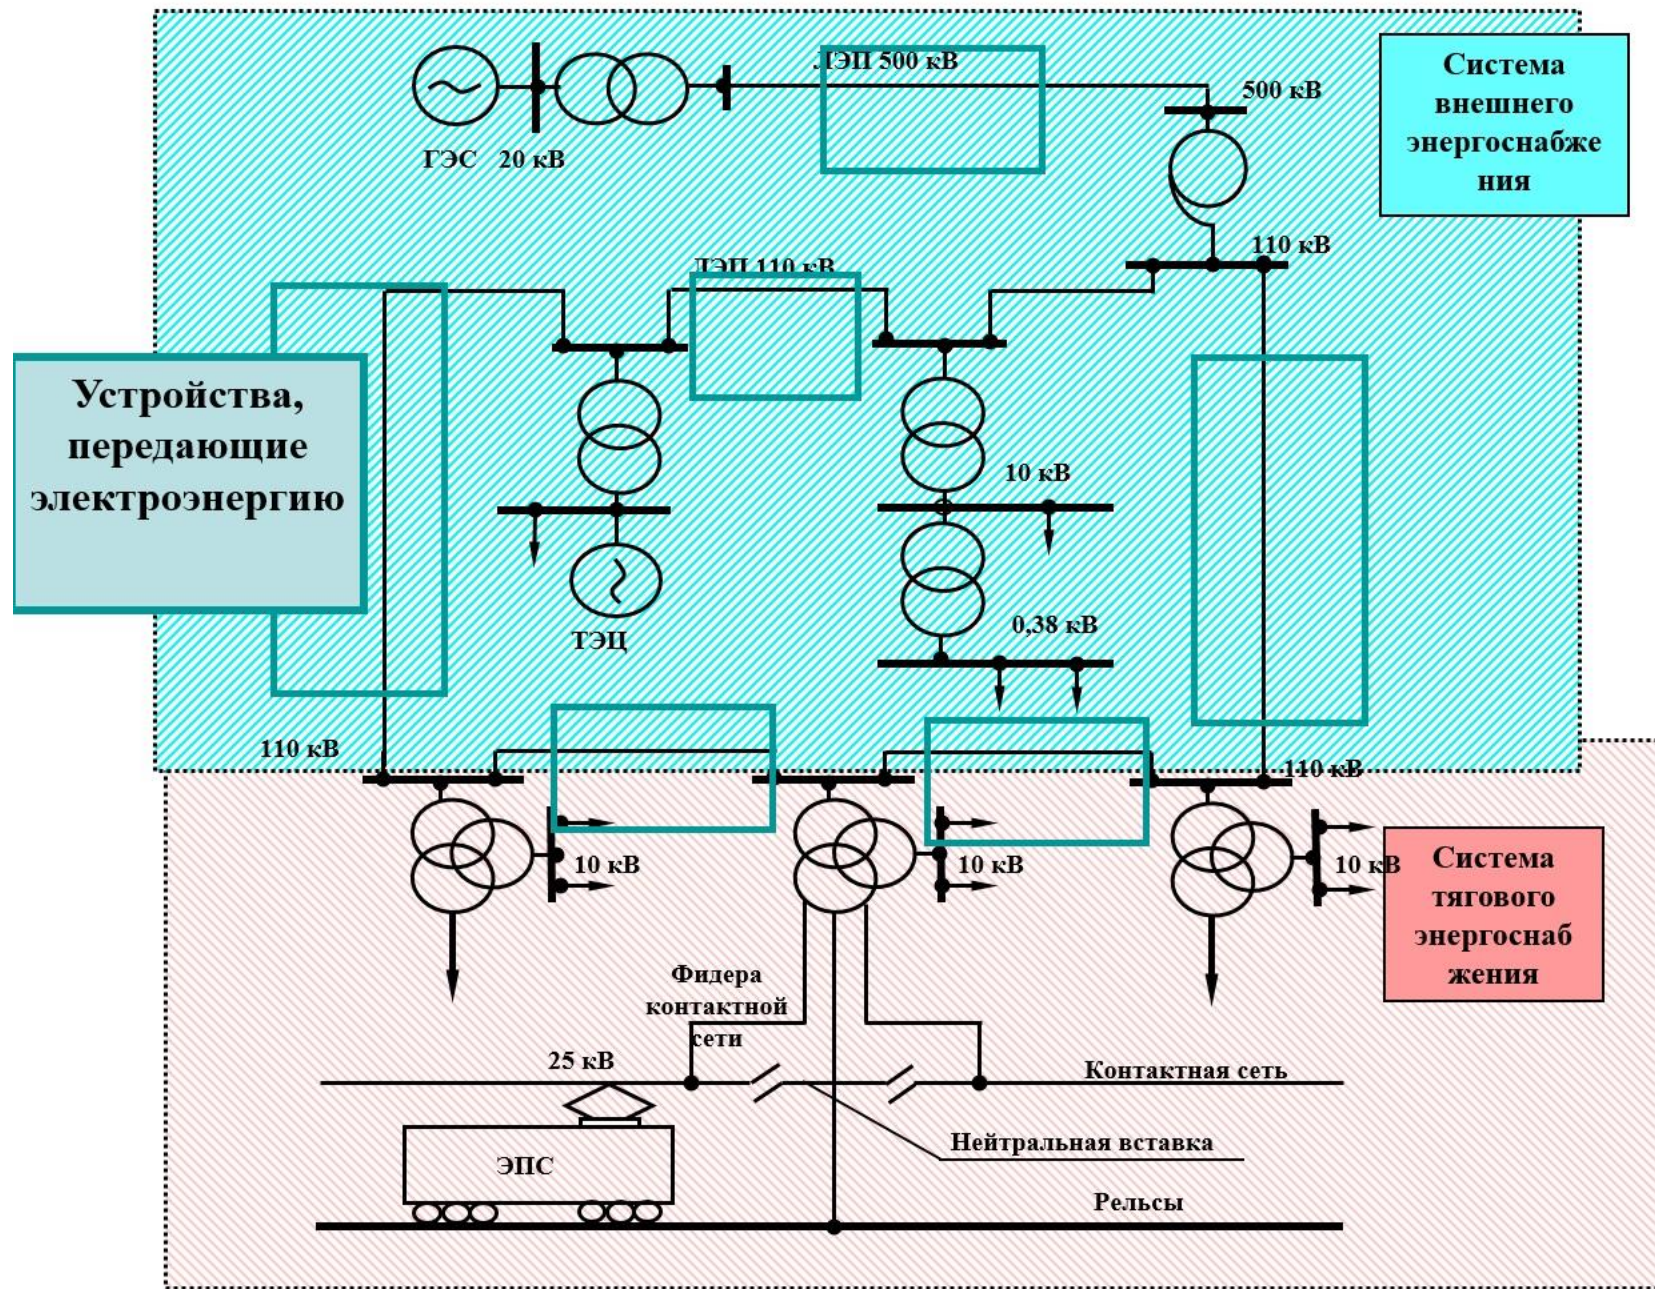 ЛЭП 500 кВ
500 кВ
Система
внешнего
энергоснабже
ния
ГЭС 20 кВ
110 кВ
ЛЭП 110 кВ
Устройства,
передающие
электроэнергию
10 кВ
0,38 кВ
ТЭЦ
110 кВ
110 кВ
10 кВ
10 кВ
10 кВ
Система
тягового
энергоснаб
жения
Фидера
контактной
сети
25 кВ
Контактная сеть
Нейтральная вставка
ЭПС
Рельсы